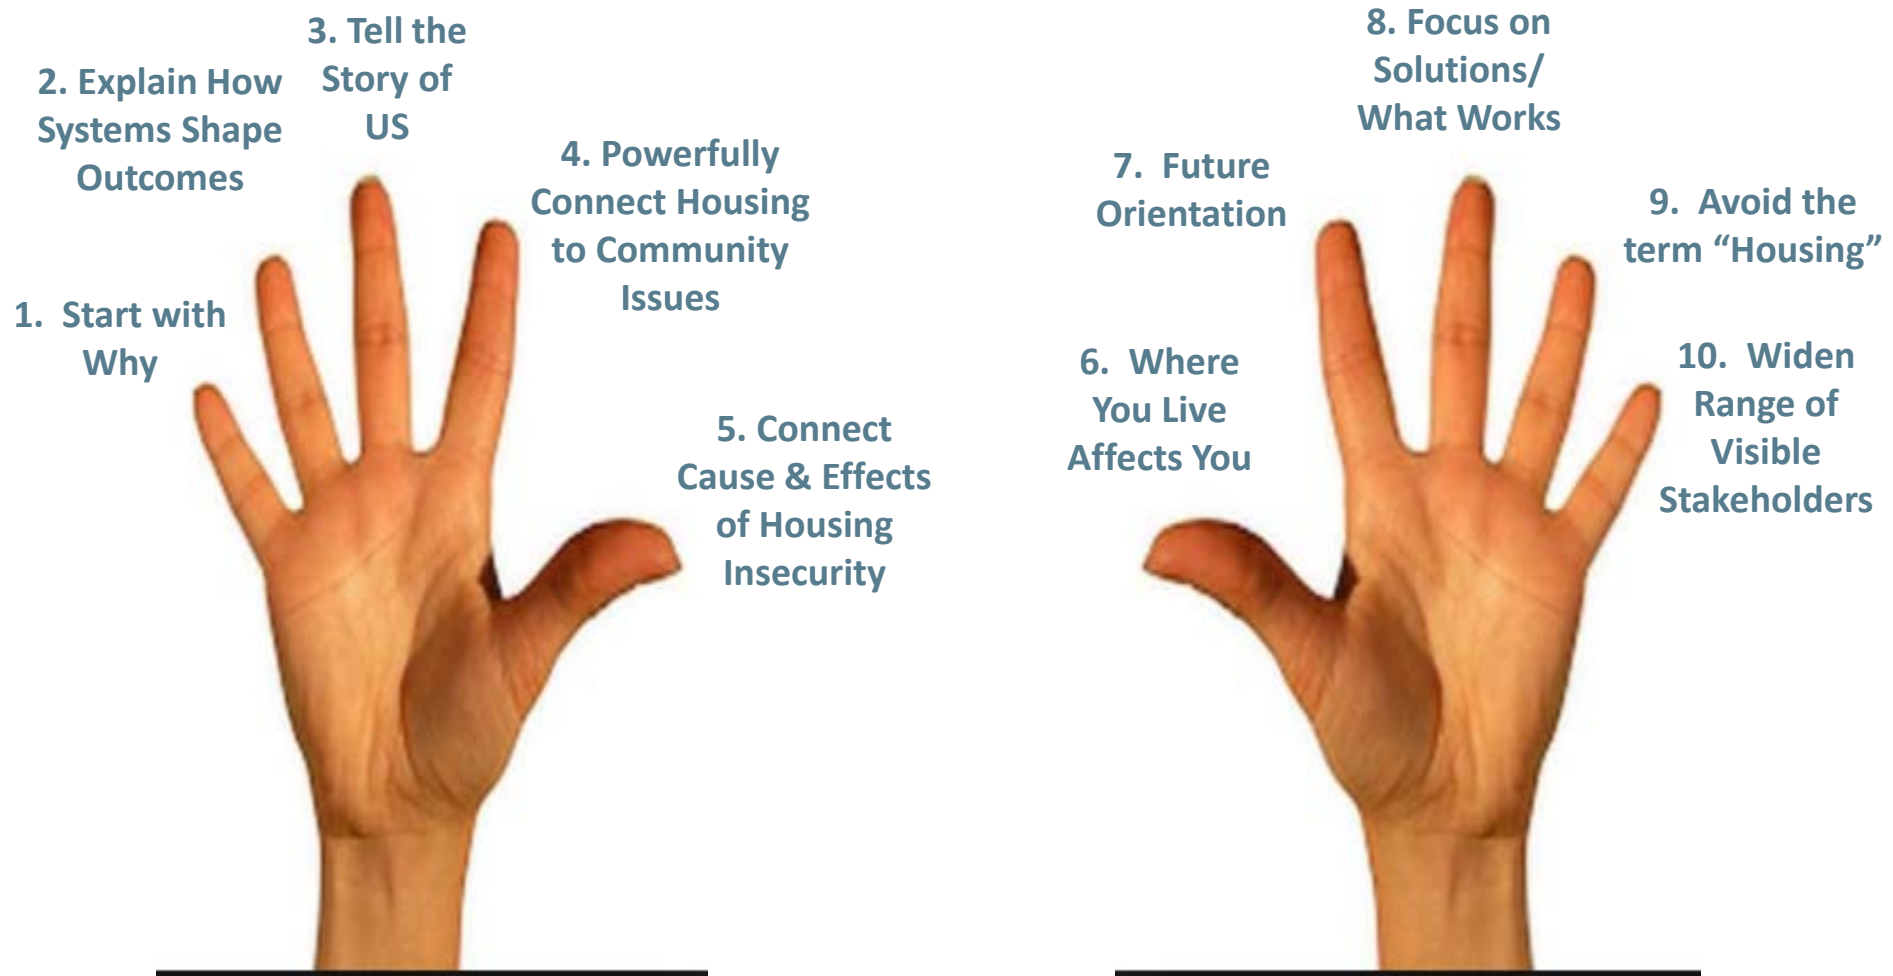 1. Start with
Why
2. Explain How
Systems Shape
Outcomes
3. Tell the
Story of
US
4. Powerfully
Connect Housing
to Community
Issues
5. Connect
Cause & Effects
of Housing
Insecurity
6. Where
You Live
Affects You
7. Future
Orientation
8. Focus on
Solutions/
What Works
9. Avoid the
term “Housing”
10. Widen
Range of
Visible
Stakeholders